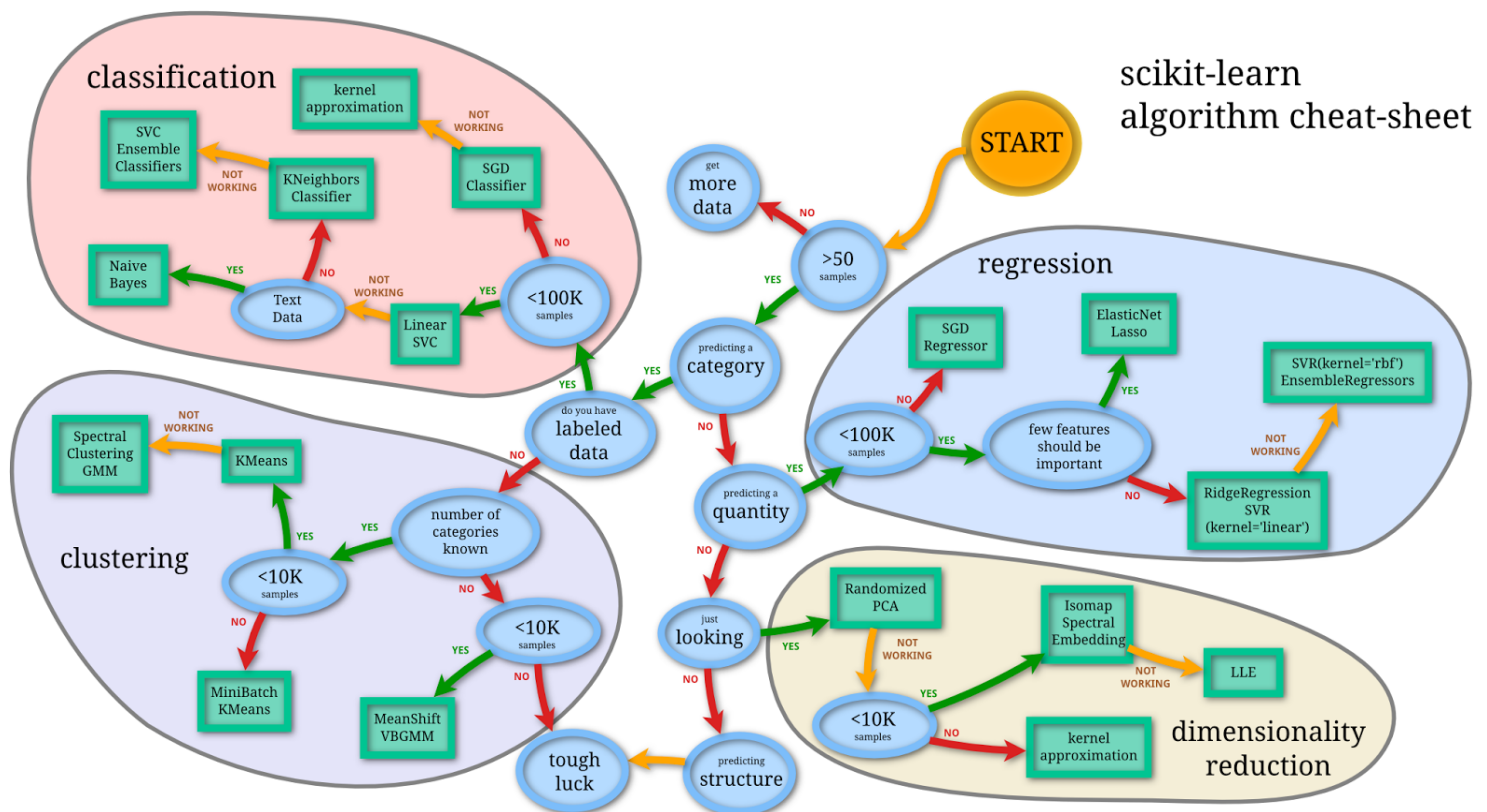 scikit-learn
algorithm cheat-sheet
START
classification
kernel
approximation
NOT
WORKING
SVC
Ensemble
Classifiers
NOT
WORKING
KNeighbors
Classifier
SGD
Classifier
NO
Naive
Bayes
YES
Text
Data
NO
NOT
WORKING
Linear
SVC
YES
<100K
samples
YES
get
more
data
NO
>50
samples
YES
predicting a
category
YES
NO
do you have
labeled
data
NO
predicting a
quantity
YES
NO
just
looking
YES
NO
predicting
structure
tough
luck
regression
SGD
Regressor
NO
<100K
samples
YES
ElasticNet
Lasso
YES
few features
should be
important
NO
SVR(kernel='rbf')
EnsembleRegressors
NOT
WORKING
RidgeRegression
SVR
(kernel='linear')
clustering
Spectral
Clustering
GMM
NOT
WORKING
KMeans
YES
<10K
samples
NO
MiniBatch
KMeans
number of
categories
known
YES
NO
<10K
samples
YES
NO
MeanShift
VBGMM
dimensionality
reduction
Randomized
PCA
NOT
WORKING
<10K
samples
YES
NO
Isomap
Spectral
Embedding
NOT
WORKING
LLE
kernel
approximation